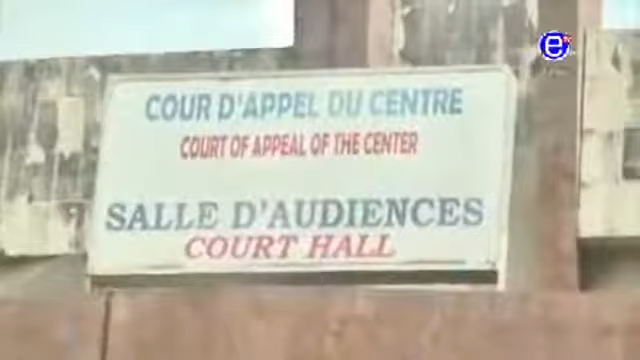 COUR D'APPEL DU CENTRE
COURT OF APPEAL OF THE CENTER
SALLE D'AUDIENCES
COURT HALL